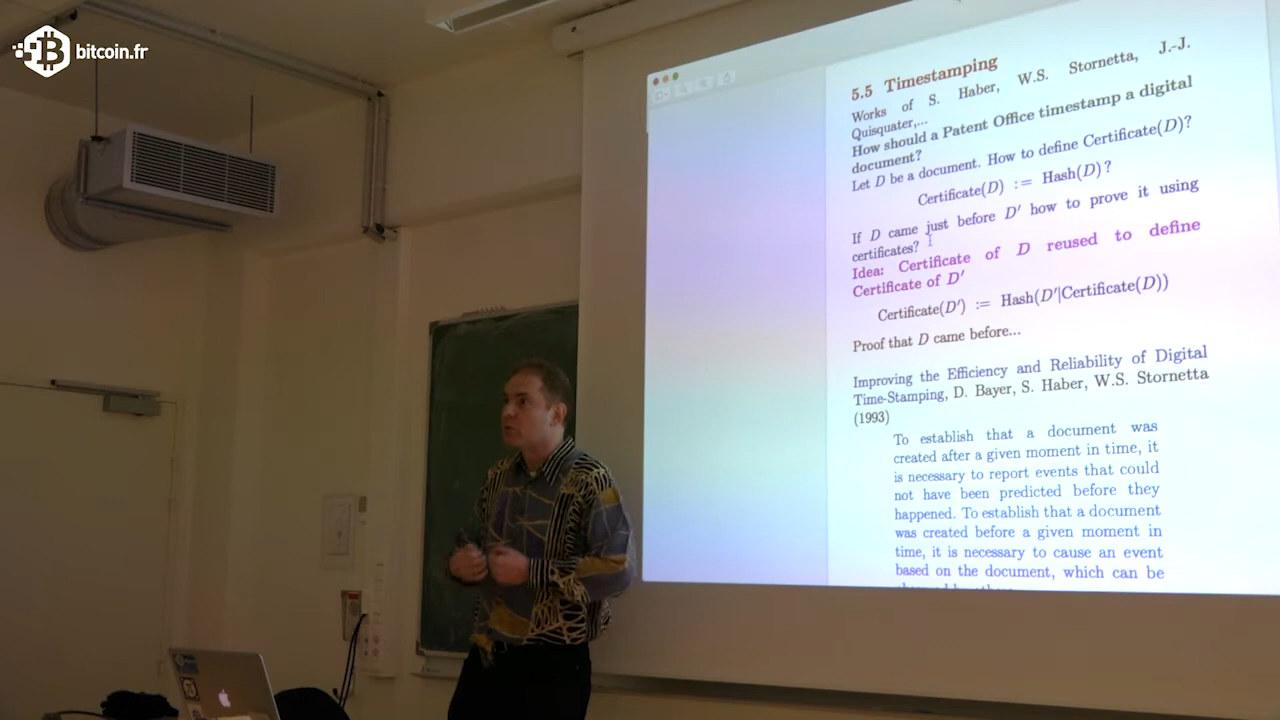 bitcoin.fr
5.5 Timestamping
Works of S. Haber, W.S. Stornetta, J.-J.
Quisquater,...
How should a Patent Office timestamp a digital
document?
Let D be a document. How to define Certificate(D)?
Certificate(D) := Hash(D)?
If D came just before D′ how to prove it using
certificates?
Idea: Certificate of D reused to define
Certificate of D′
Certificate(D′) := Hash(D′|Certificate(D))
Proof that D came before...
Improving the Efficiency and Reliability of Digital
Time-Stamping, D. Bayer, S. Haber, W.S. Stornetta
(1993)
To establish that a document was
created after a given moment in time, it
is necessary to report events that could
not have been predicted before they
happened. To establish that a document
was created before a given moment in
time, it is necessary to cause an event
based on the document, which can be